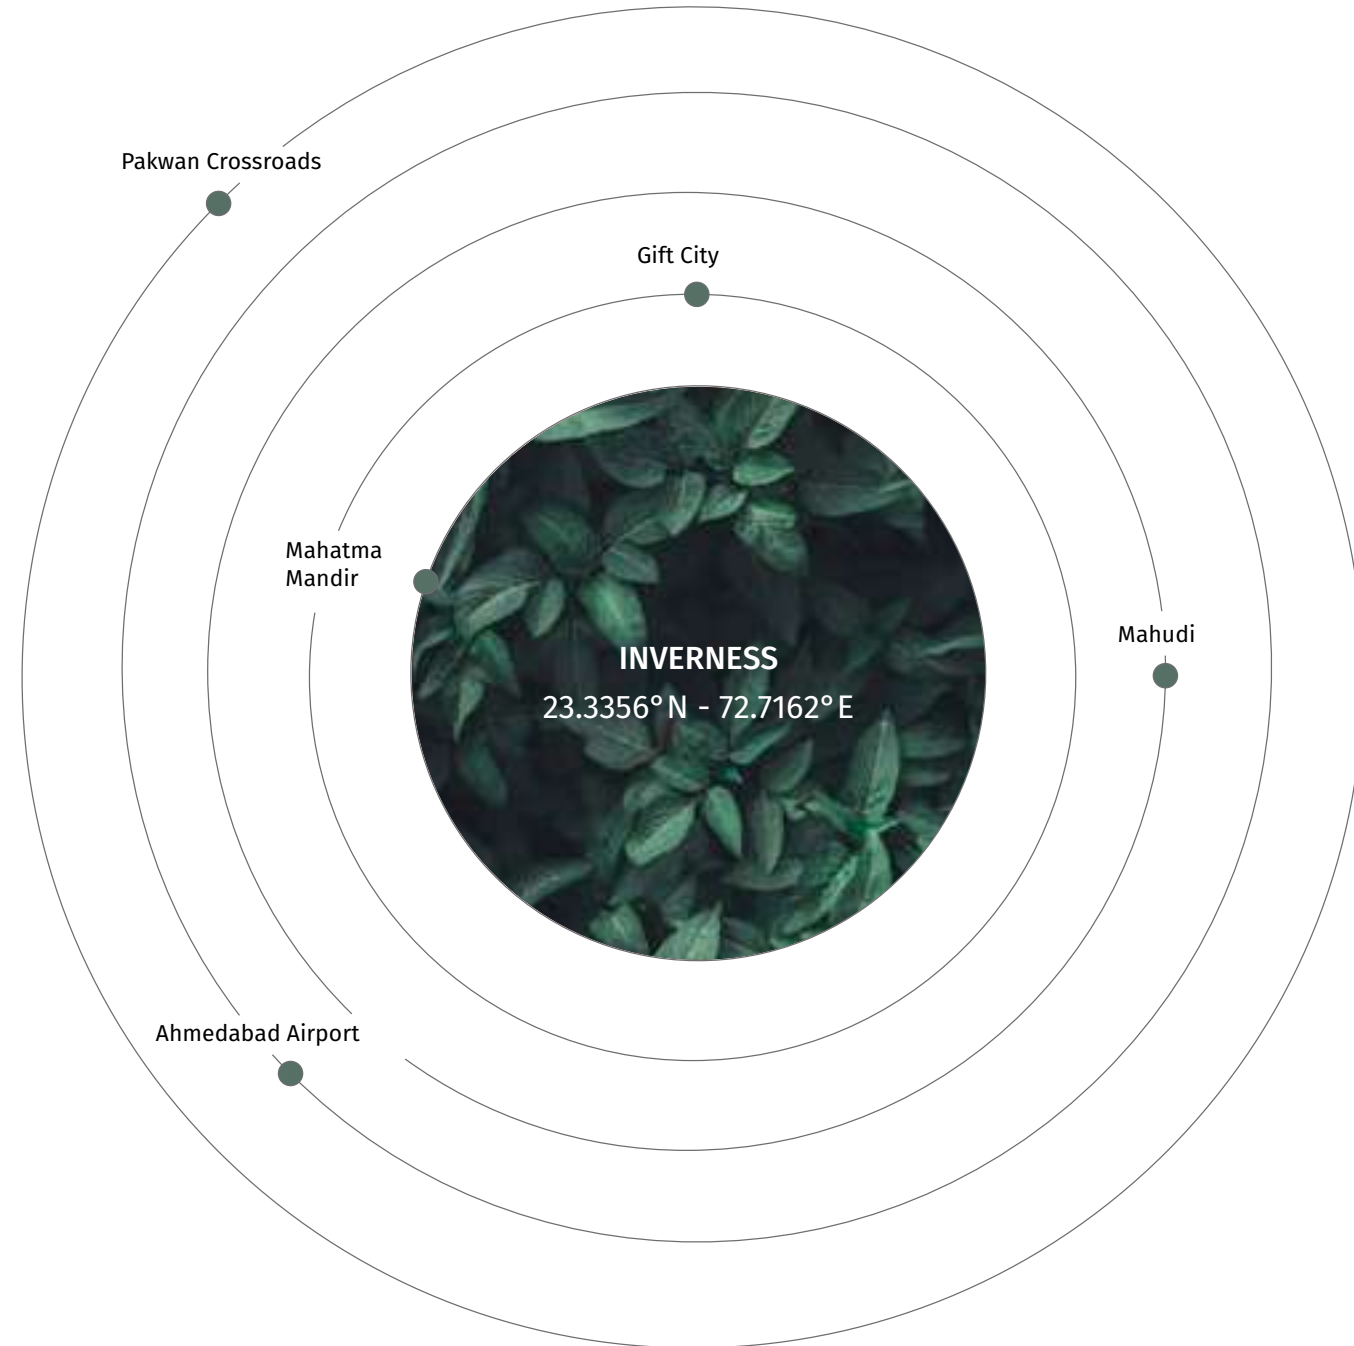 Pakwan Crossroads
Gift City
Mahatma
Mandir
Mahudi
INVERNESS
23.3356° N - 72.7162° E
Ahmedabad Airport